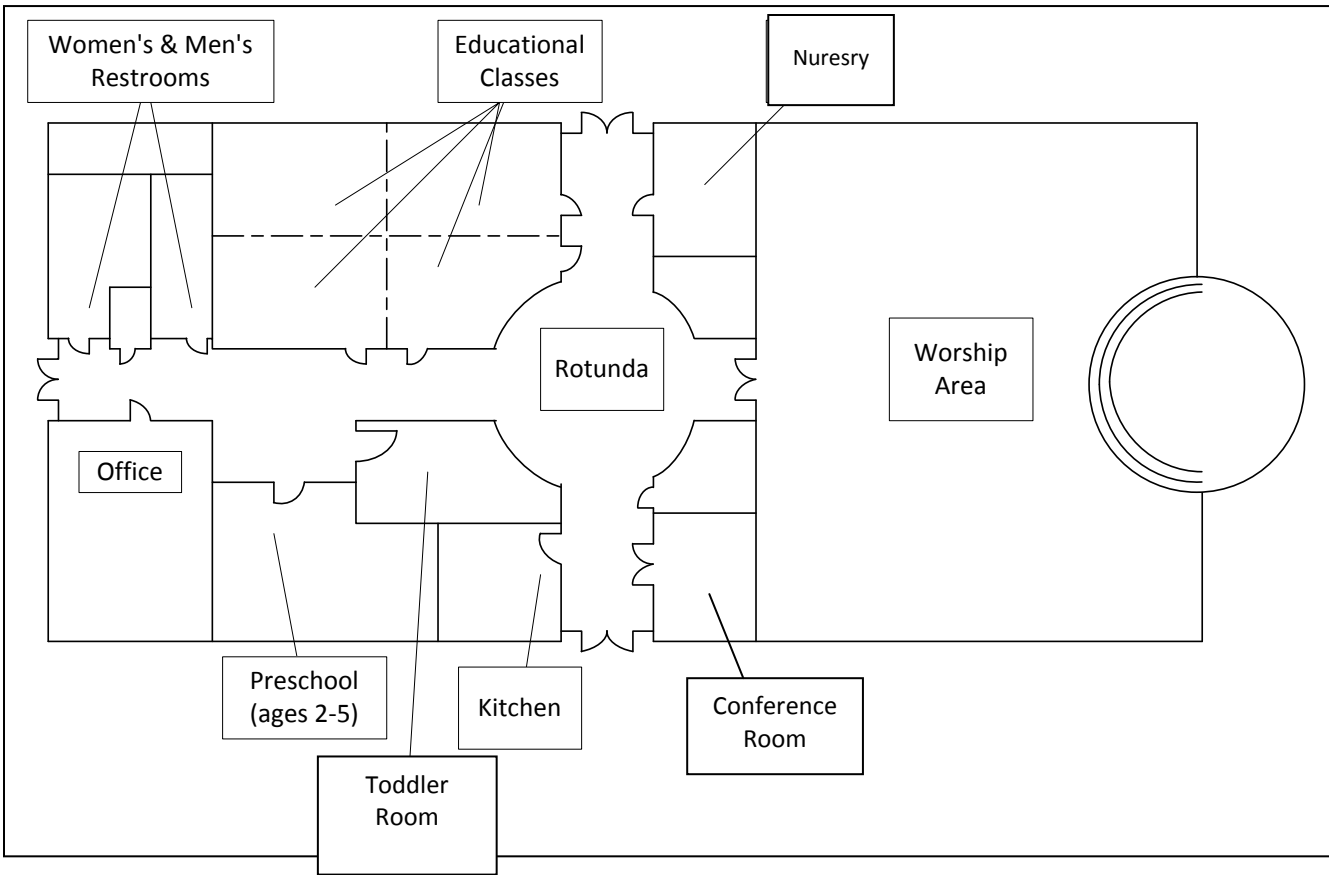 Women's & Men's
Restrooms
Educational
Classes
Nuresry
Rotunda
Worship
Area
Office
Preschool
(ages 2-5)
Kitchen
Conference
Room
Toddler
Room